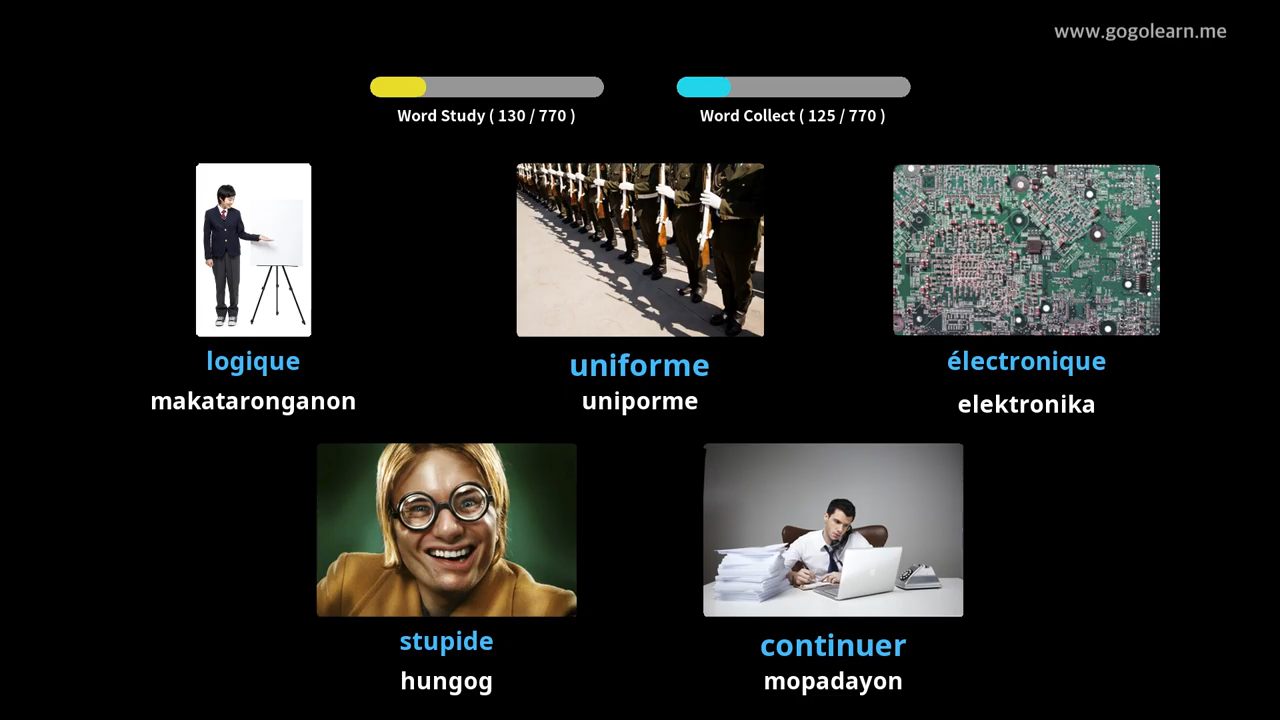 www.gogolearn.me
Word Study ( 130 / 770 )
Word Collect ( 125 / 770 )
logique
makataronganon
uniforme
uniporme
électronique
elektronika
stupide
hungog
continuer
mopadayon